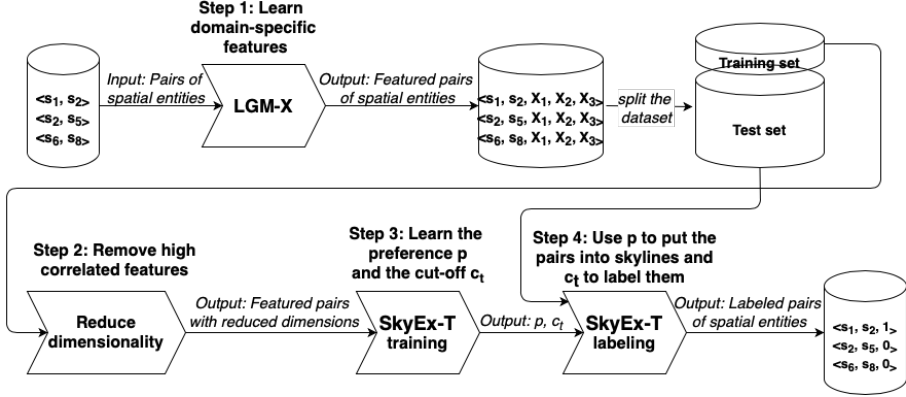 Step 1: Learn
domain-specific
features
Input: Pairs of
spatial entities
LGM-X
Output: Featured pairs
of spatial entities
<s1, s2>
<s2, s5>
<s6, s8>
<s1, s2, X1, X2, X3>
<s2, s5, X1, X2, X3>
<s6, s8, X1, X2, X3>
split the
dataset
Training set
Test set
Step 2: Remove high
correlated features
Reduce
dimensionality
Output: Featured pairs
with reduced dimensions
Step 3: Learn the
preference p
and the cut-off ct
SkyEx-T
training
Output: p, ct
Step 4: Use p to put the
pairs into skylines and
ct to label them
SkyEx-T
labeling
Output: Labeled pairs
of spatial entities
<s1, s2, 1>
<s2, s5, 0>
<s6, s8, 0>